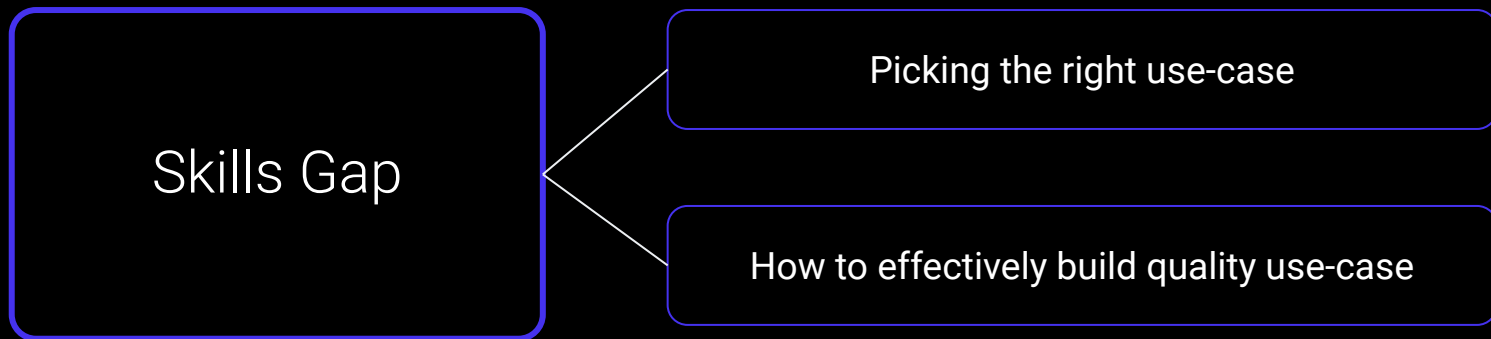 Skills Gap
Picking the right use-case
How to effectively build quality use-case